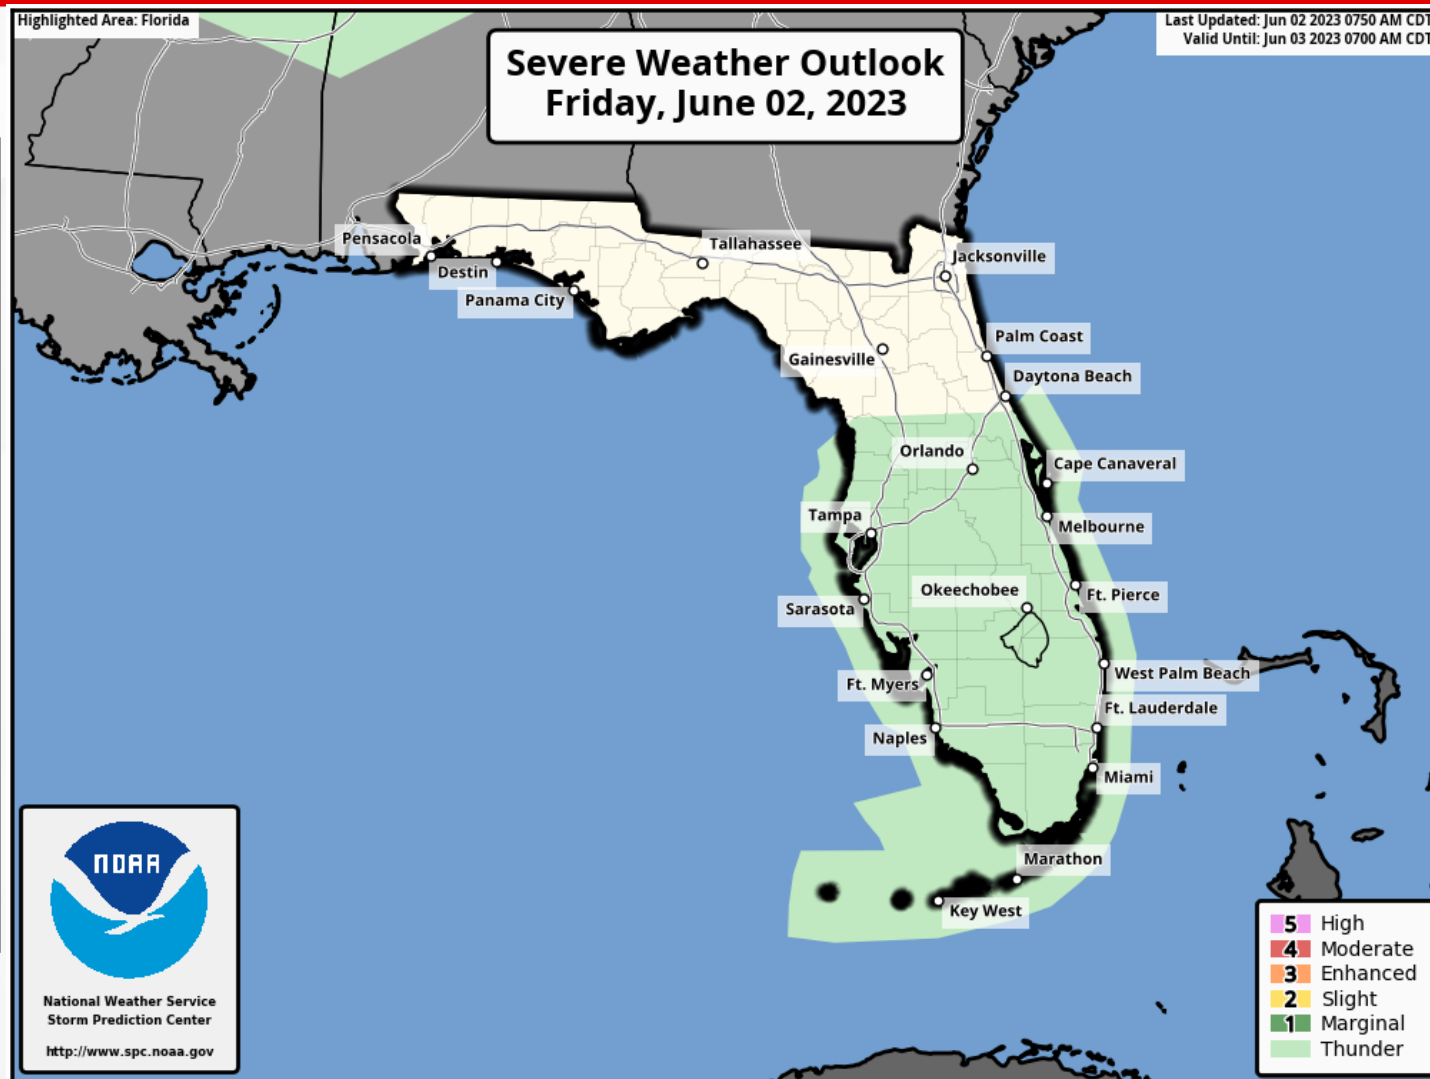 Highlighted Area: Florida
Last Updated: Jun 02 2023 0750 AM CDT
Valid Until: Jun 03 2023 0700 AM CDT
Severe Weather Outlook
Friday, June 02, 2023
Pensacola
Tallahassee
Jacksonville
Destin
Panama City
Palm Coast
Gainesville
Daytona Beach
Orlando
Cape Canaveral
Tampa
Melbourne
Okeechobee
Ft. Pierce
Sarasota
West Palm Beach
Ft. Myers
Ft. Lauderdale
Naples
Miami
Marathon
Key West
NOAA
National Weather Service
Storm Prediction Center
http://www.spc.noaa.gov
5 High
4 Moderate
3 Enhanced
2 Slight
1 Marginal
Thunder